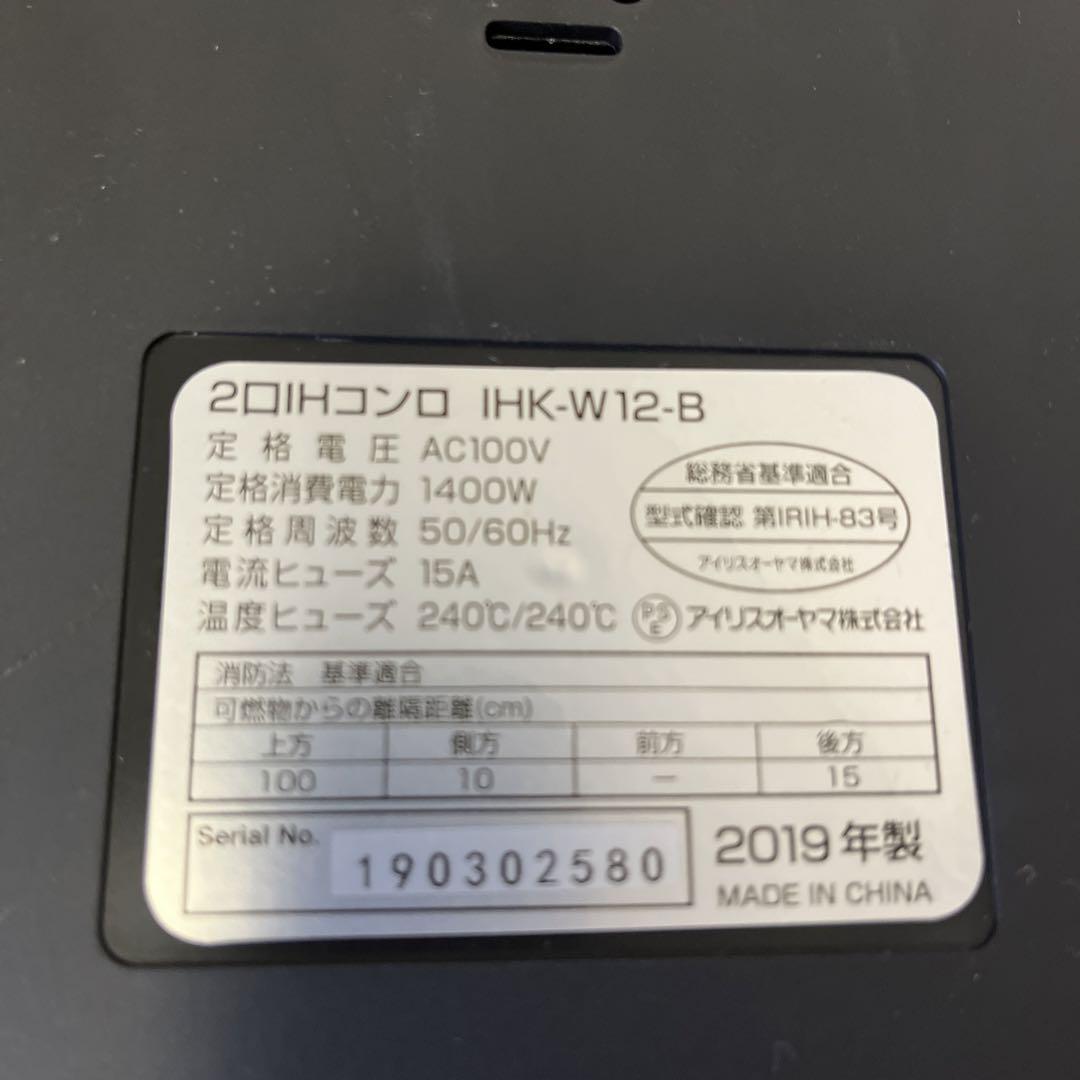 2口IHコンロ IHK-W12-B
定格電圧 AC100V
定格消費電力 1400W
定格周波数 50/60Hz
電流ヒューズ 15A
温度ヒューズ 240℃/240℃
総務省基準適合
型式確認 第IRIH-83号
アイリスオーヤマ株式会社
PSE アイリスオーヤマ株式会社
消防法 基準適合
可燃物からの離隔距離(cm)
上方 側方 前方 後方
100 10 — 15
Serial No. 190302580
2019年製
MADE IN CHINA